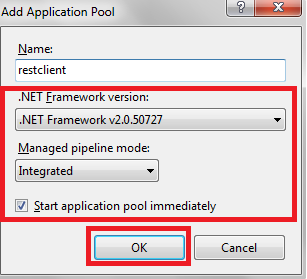 Add Application Pool
Name:
restclient
.NET Framework version:
.NET Framework v2.0.50727
Managed pipeline mode:
Integrated
Start application pool immediately
OK
Cancel